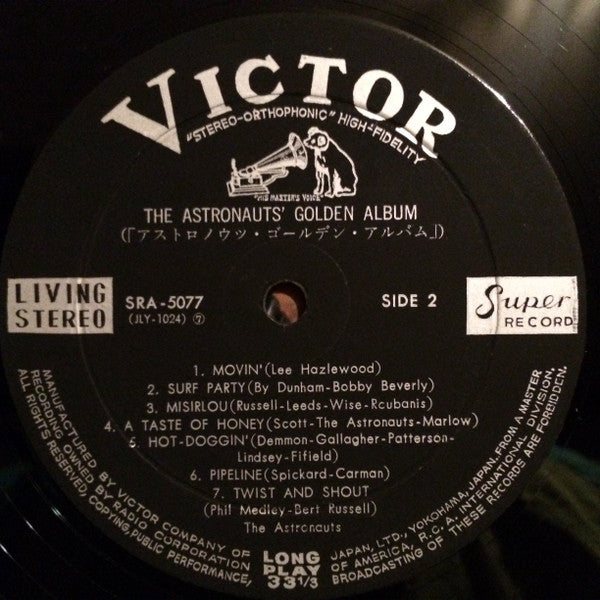 VICTOR
"STEREO-ORTHOPHONIC" HIGH-FIDELITY
"HIS MASTER'S VOICE"
THE ASTRONAUTS' GOLDEN ALBUM
(『アストロノウツ・ゴールデン・アルバム』)
LIVING
STEREO
SRA-5077
(JLY-1024) ⑦
SIDE 2
Super
RECORD
1. MOVIN'(Lee Hazlewood)
2. SURF PARTY(By Dunham-Bobby Beverly)
3. MISIRLOU(Russell-Leeds-Wise-Rcubanis)
4. A TASTE OF HONEY(Scott-The Astronauts-Marlow)
5. HOT-DOGGIN'(Demmon-Gallagher-Patterson-
Lindsey-Fifield)
6. PIPELINE(Spickard-Carman)
7. TWIST AND SHOUT
(Phil Medley-Bert Russell)
The Astronauts
LONG
PLAY
33 1/3
MANUFACTURED BY VICTOR COMPANY OF JAPAN, LTD., YOKOHAMA, JAPAN, FROM A MASTER
RECORDING OWNED BY RADIO CORPORATION OF AMERICA, R.C.A. INTERNATIONAL DIVISION.
ALL RIGHTS RESERVED, COPYING, PUBLIC PERFORMANCE, BROADCASTING OF THESE RECORDS ARE FORBIDDEN.